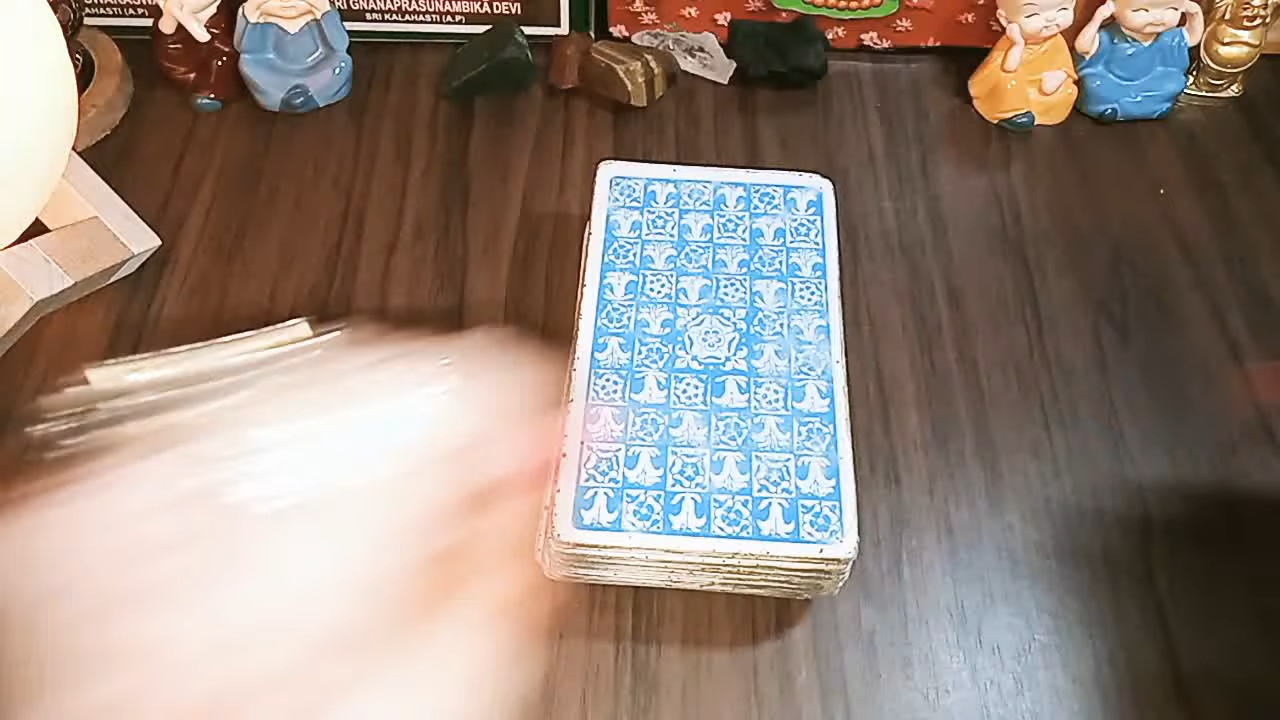 RI GNANAPRASUNAMBIKA DEVI
SRI KALAHASTI (A.P)
AHASTI (A.P)